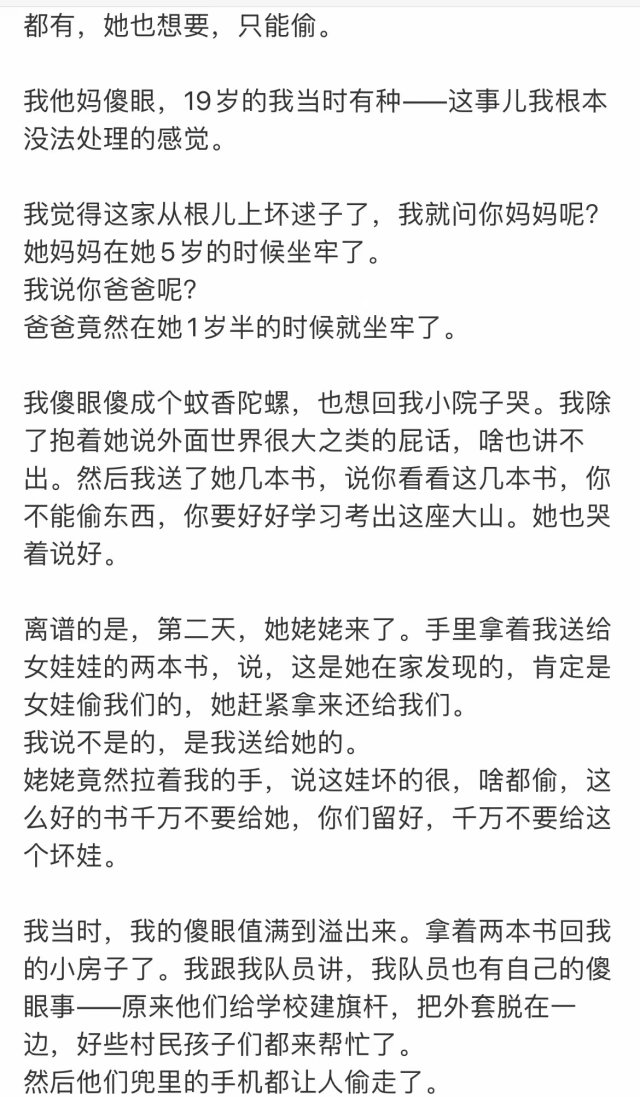 都有，她也想要，只能偷。
我他妈傻眼，19岁的我当时有种——这事儿我根本
没法处理的感觉。
我觉得这家从根儿上坏逑子了，我就问你妈妈呢？
她妈妈在她5岁的时候坐牢了。
我说你爸爸呢？
爸爸竟然在她1岁半的时候就坐牢了。
我傻眼傻成个蚊香陀螺，也想回我小院子哭。我除
了抱着她说外面世界很大之类的屁话，啥也讲不
出。然后我送了她几本书，说你看看这几本书，你
不能偷东西，你要好好学习考出这座大山。她也哭
着说好。
离谱的是，第二天，她姥姥来了。手里拿着我送给
女娃娃的两本书，说，这是她在家发现的，肯定是
女娃偷我们的，她赶紧拿来还给我们。
我说不是的，是我送给她的。
姥姥竟然拉着我的手，说这娃坏的很，啥都偷，这
么好的书千万不要给她，你们留好，千万不要给这
个坏娃。
我当时，我的傻眼值满到溢出来。拿着两本书回我
的小房子了。我跟我队员讲，我队员也有自己的傻
眼事——原来他们给学校建旗杆，把外套脱在一
边，好些村民孩子们都来帮忙了。
然后他们兜里的手机都让人偷走了。